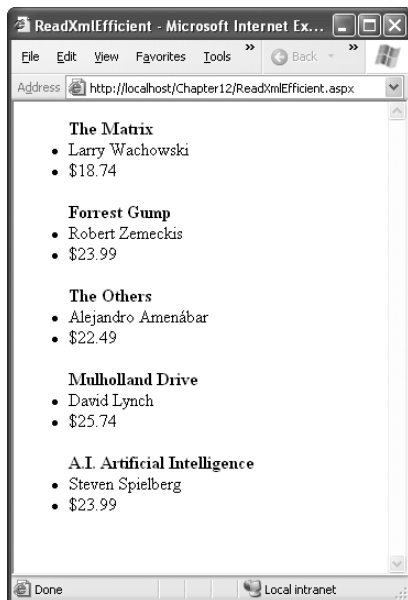 ReadXmlEfficient - Microsoft Internet Ex...
File Edit View Favorites Tools » Back »
Address http://localhost/Chapter12/ReadXmlEfficient.aspx
The Matrix
• Larry Wachowski
• $18.74
Forrest Gump
• Robert Zemeckis
• $23.99
The Others
• Alejandro Amenábar
• $22.49
Mulholland Drive
• David Lynch
• $25.74
A.I. Artificial Intelligence
• Steven Spielberg
• $23.99
Done Local intranet